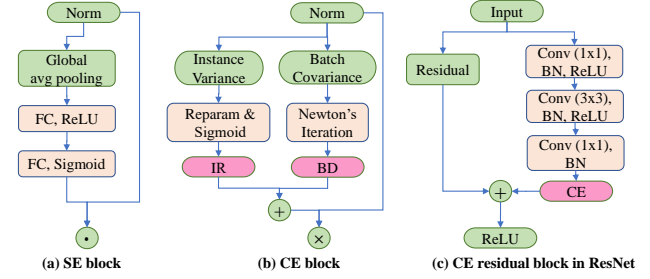 Norm
Global
avg pooling
FC, ReLU
FC, Sigmoid
·
(a) SE block
Norm
Instance
Variance
Batch
Covariance
Reparam &
Sigmoid
Newton's
Iteration
IR
BD
+
×
(b) CE block
Input
Residual
Conv (1x1),
BN, ReLU
Conv (3x3),
BN, ReLU
Conv (1x1),
BN
+
CE
ReLU
(c) CE residual block in ResNet